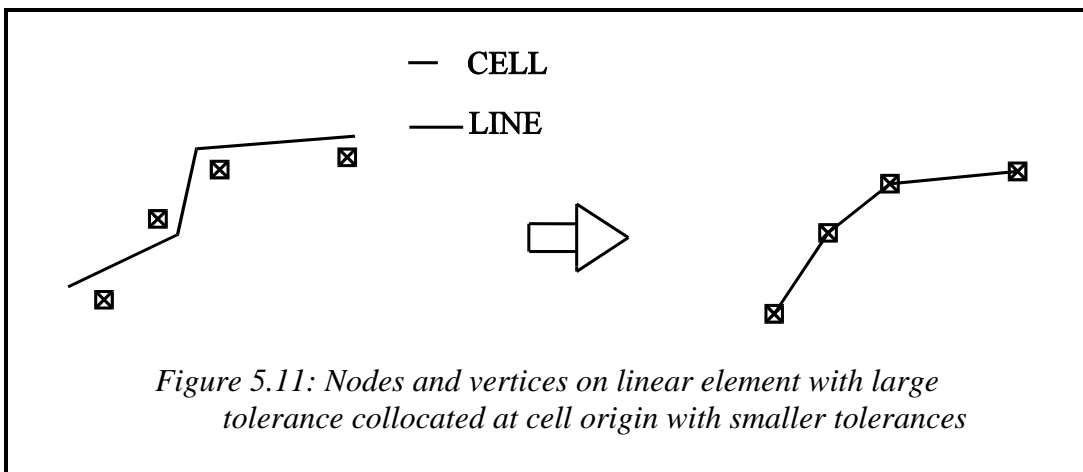 CELL
LINE
Figure 5.11: Nodes and vertices on linear element with large
tolerance collocated at cell origin with smaller tolerances